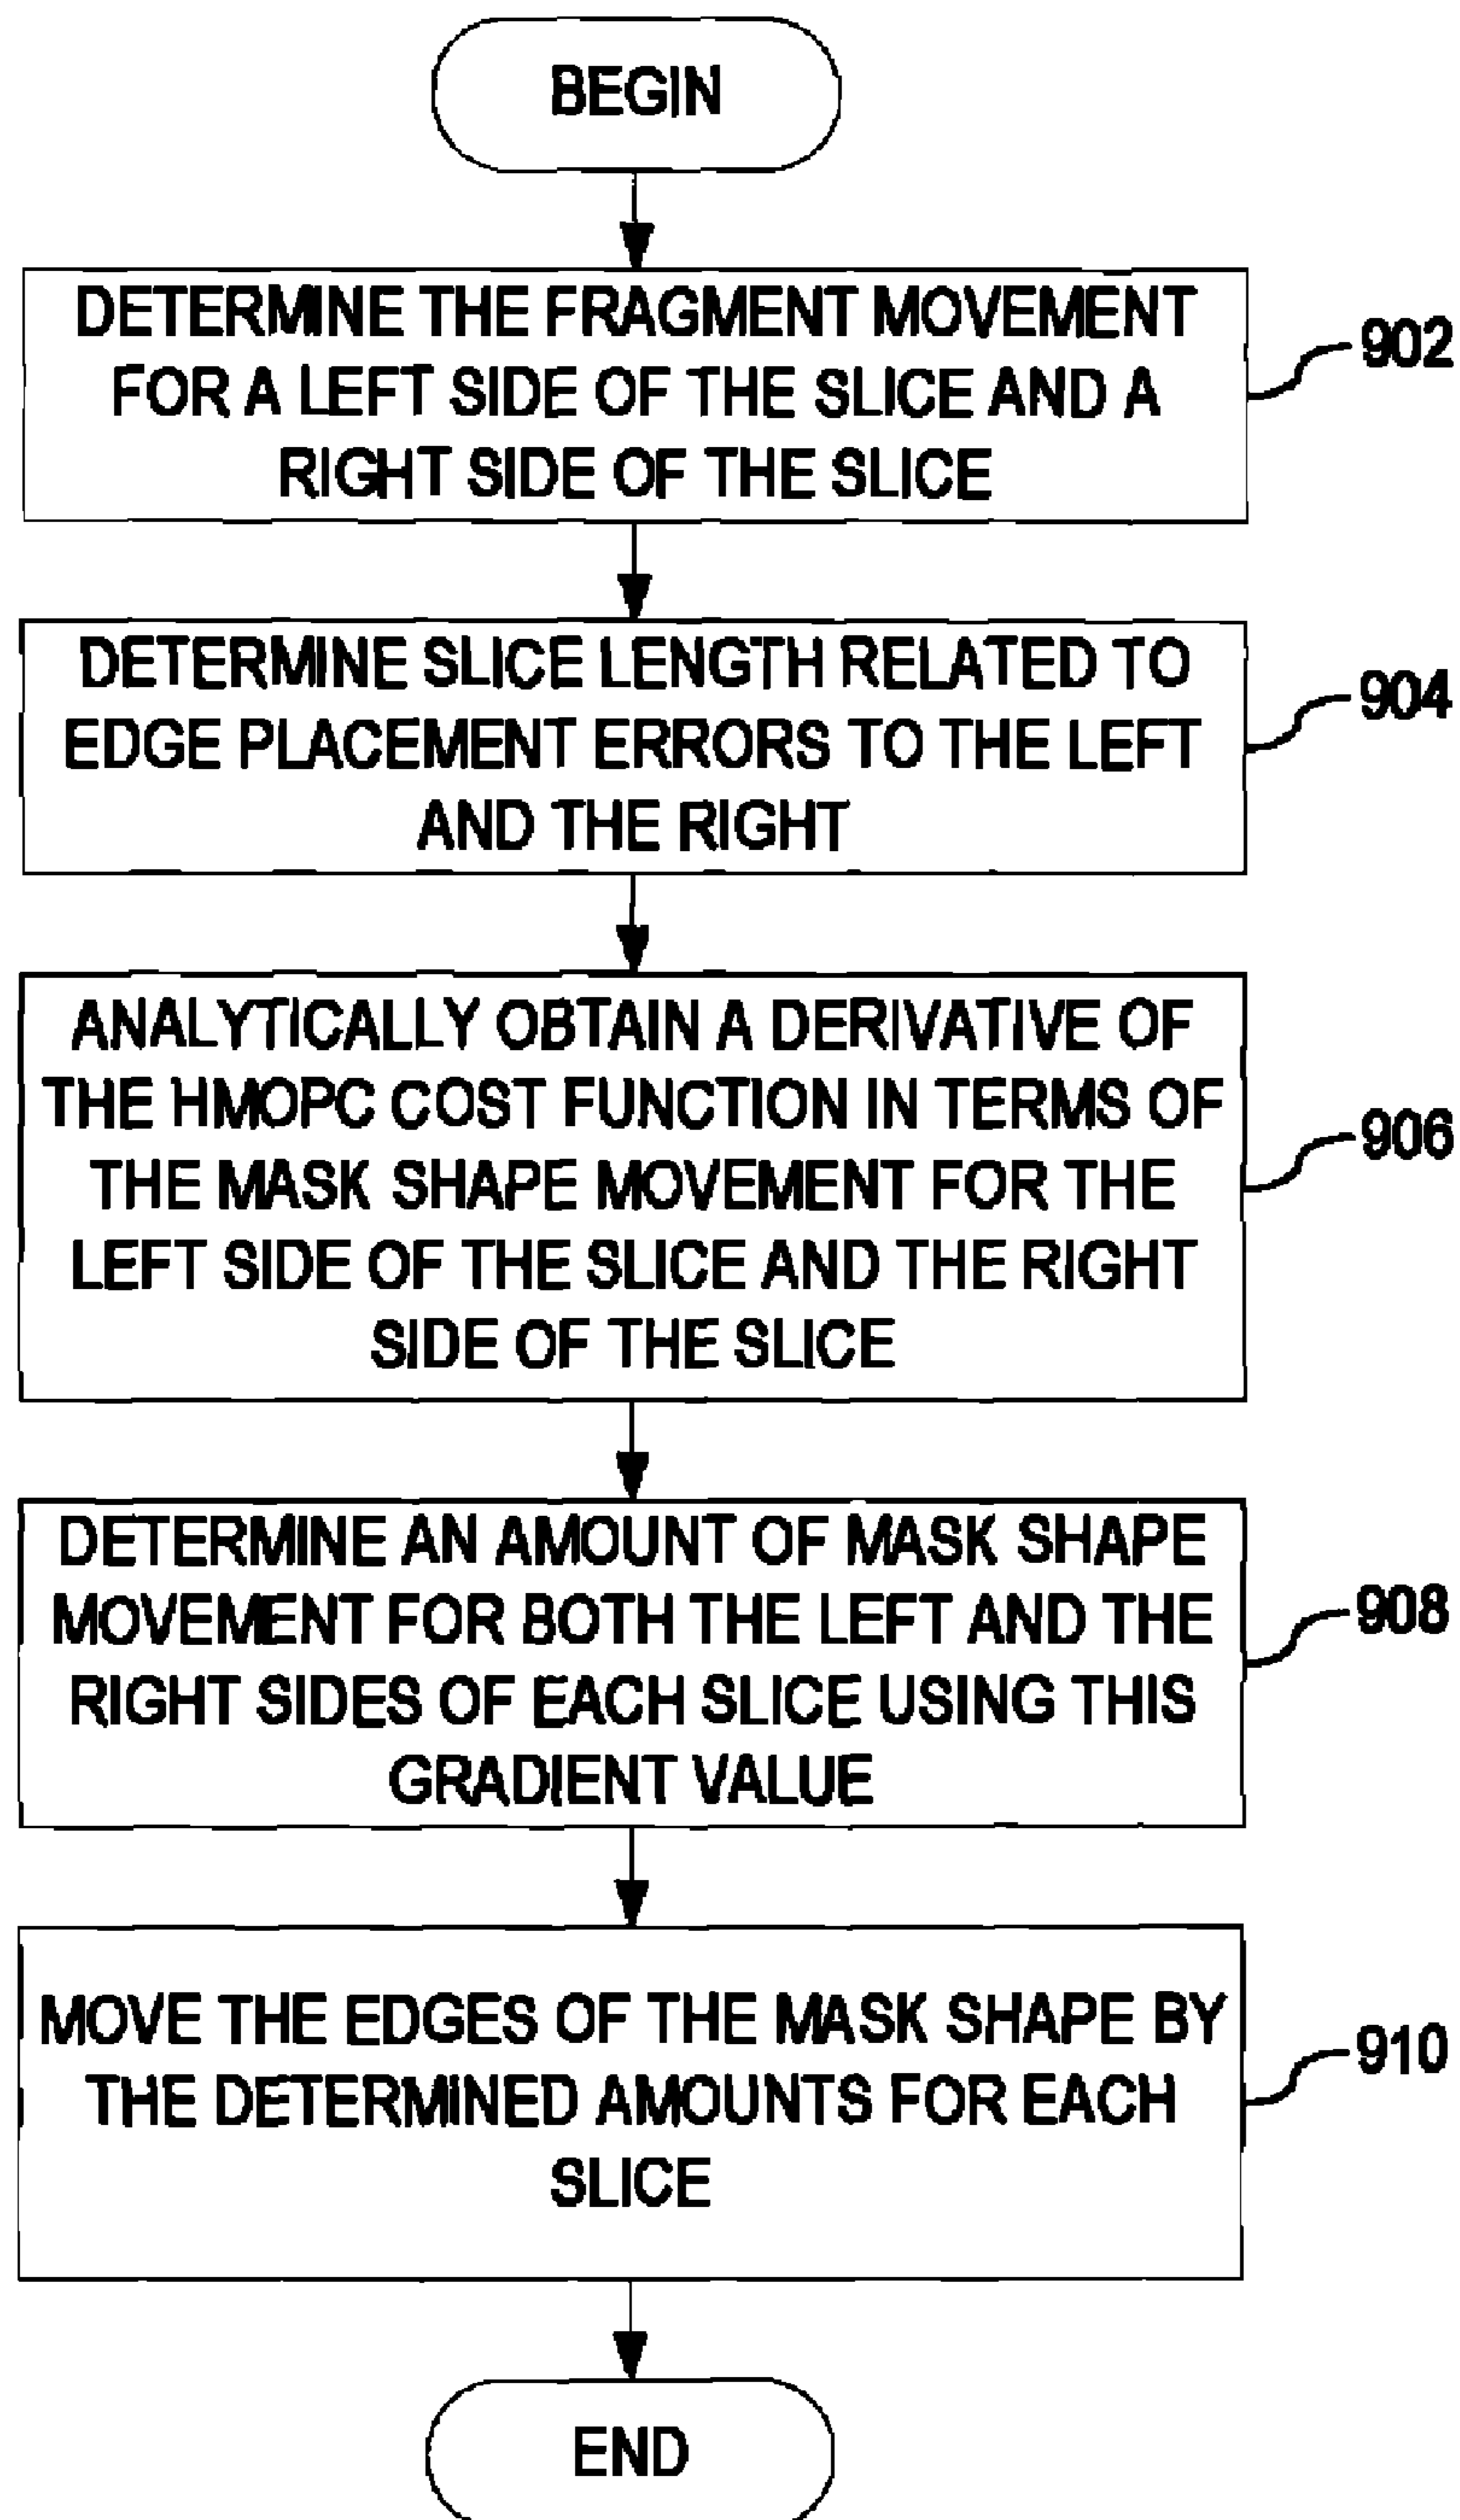 BEGIN
DETERMINE THE FRAGMENT MOVEMENT
FOR A LEFT SIDE OF THE SLICE AND A
RIGHT SIDE OF THE SLICE
902
DETERMINE SLICE LENGTH RELATED TO
EDGE PLACEMENT ERRORS TO THE LEFT
AND THE RIGHT
904
ANALYTICALLY OBTAIN A DERIVATIVE OF
THE HMOPC COST FUNCTION IN TERMS OF
THE MASK SHAPE MOVEMENT FOR THE
LEFT SIDE OF THE SLICE AND THE RIGHT
SIDE OF THE SLICE
906
DETERMINE AN AMOUNT OF MASK SHAPE
MOVEMENT FOR BOTH THE LEFT AND THE
RIGHT SIDES OF EACH SLICE USING THIS
GRADIENT VALUE
908
MOVE THE EDGES OF THE MASK SHAPE BY
THE DETERMINED AMOUNTS FOR EACH
SLICE
910
END